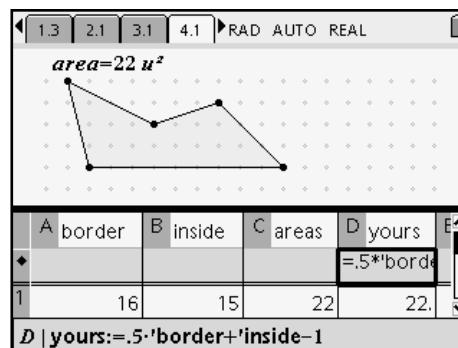 1.3 2.1 3.1 4.1 RAD AUTO REAL
area=22 u²
A border B inside C areas D yours E
◆ =.5*'borde
1 16 15 22 22.
D | yours:=.5·'border+'inside−1